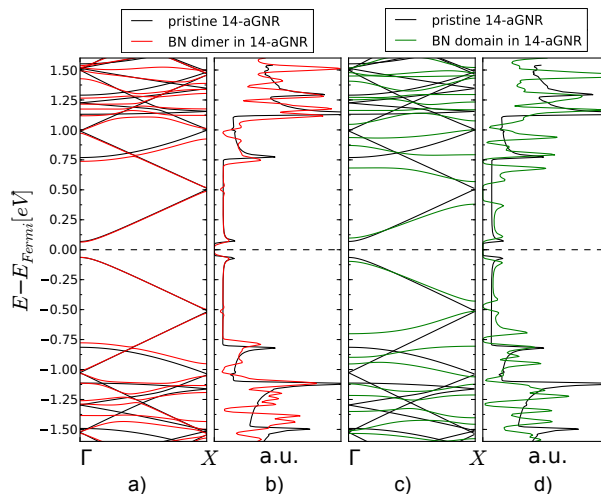 pristine 14-aGNR
BN dimer in 14-aGNR
pristine 14-aGNR
BN domain in 14-aGNR
E−E_Fermi[eV]
1.50
1.25
1.00
0.75
0.50
0.25
0.00
−0.25
−0.50
−0.75
−1.00
−1.25
−1.50
Γ X a.u. Γ X a.u.
a) b) c) d)